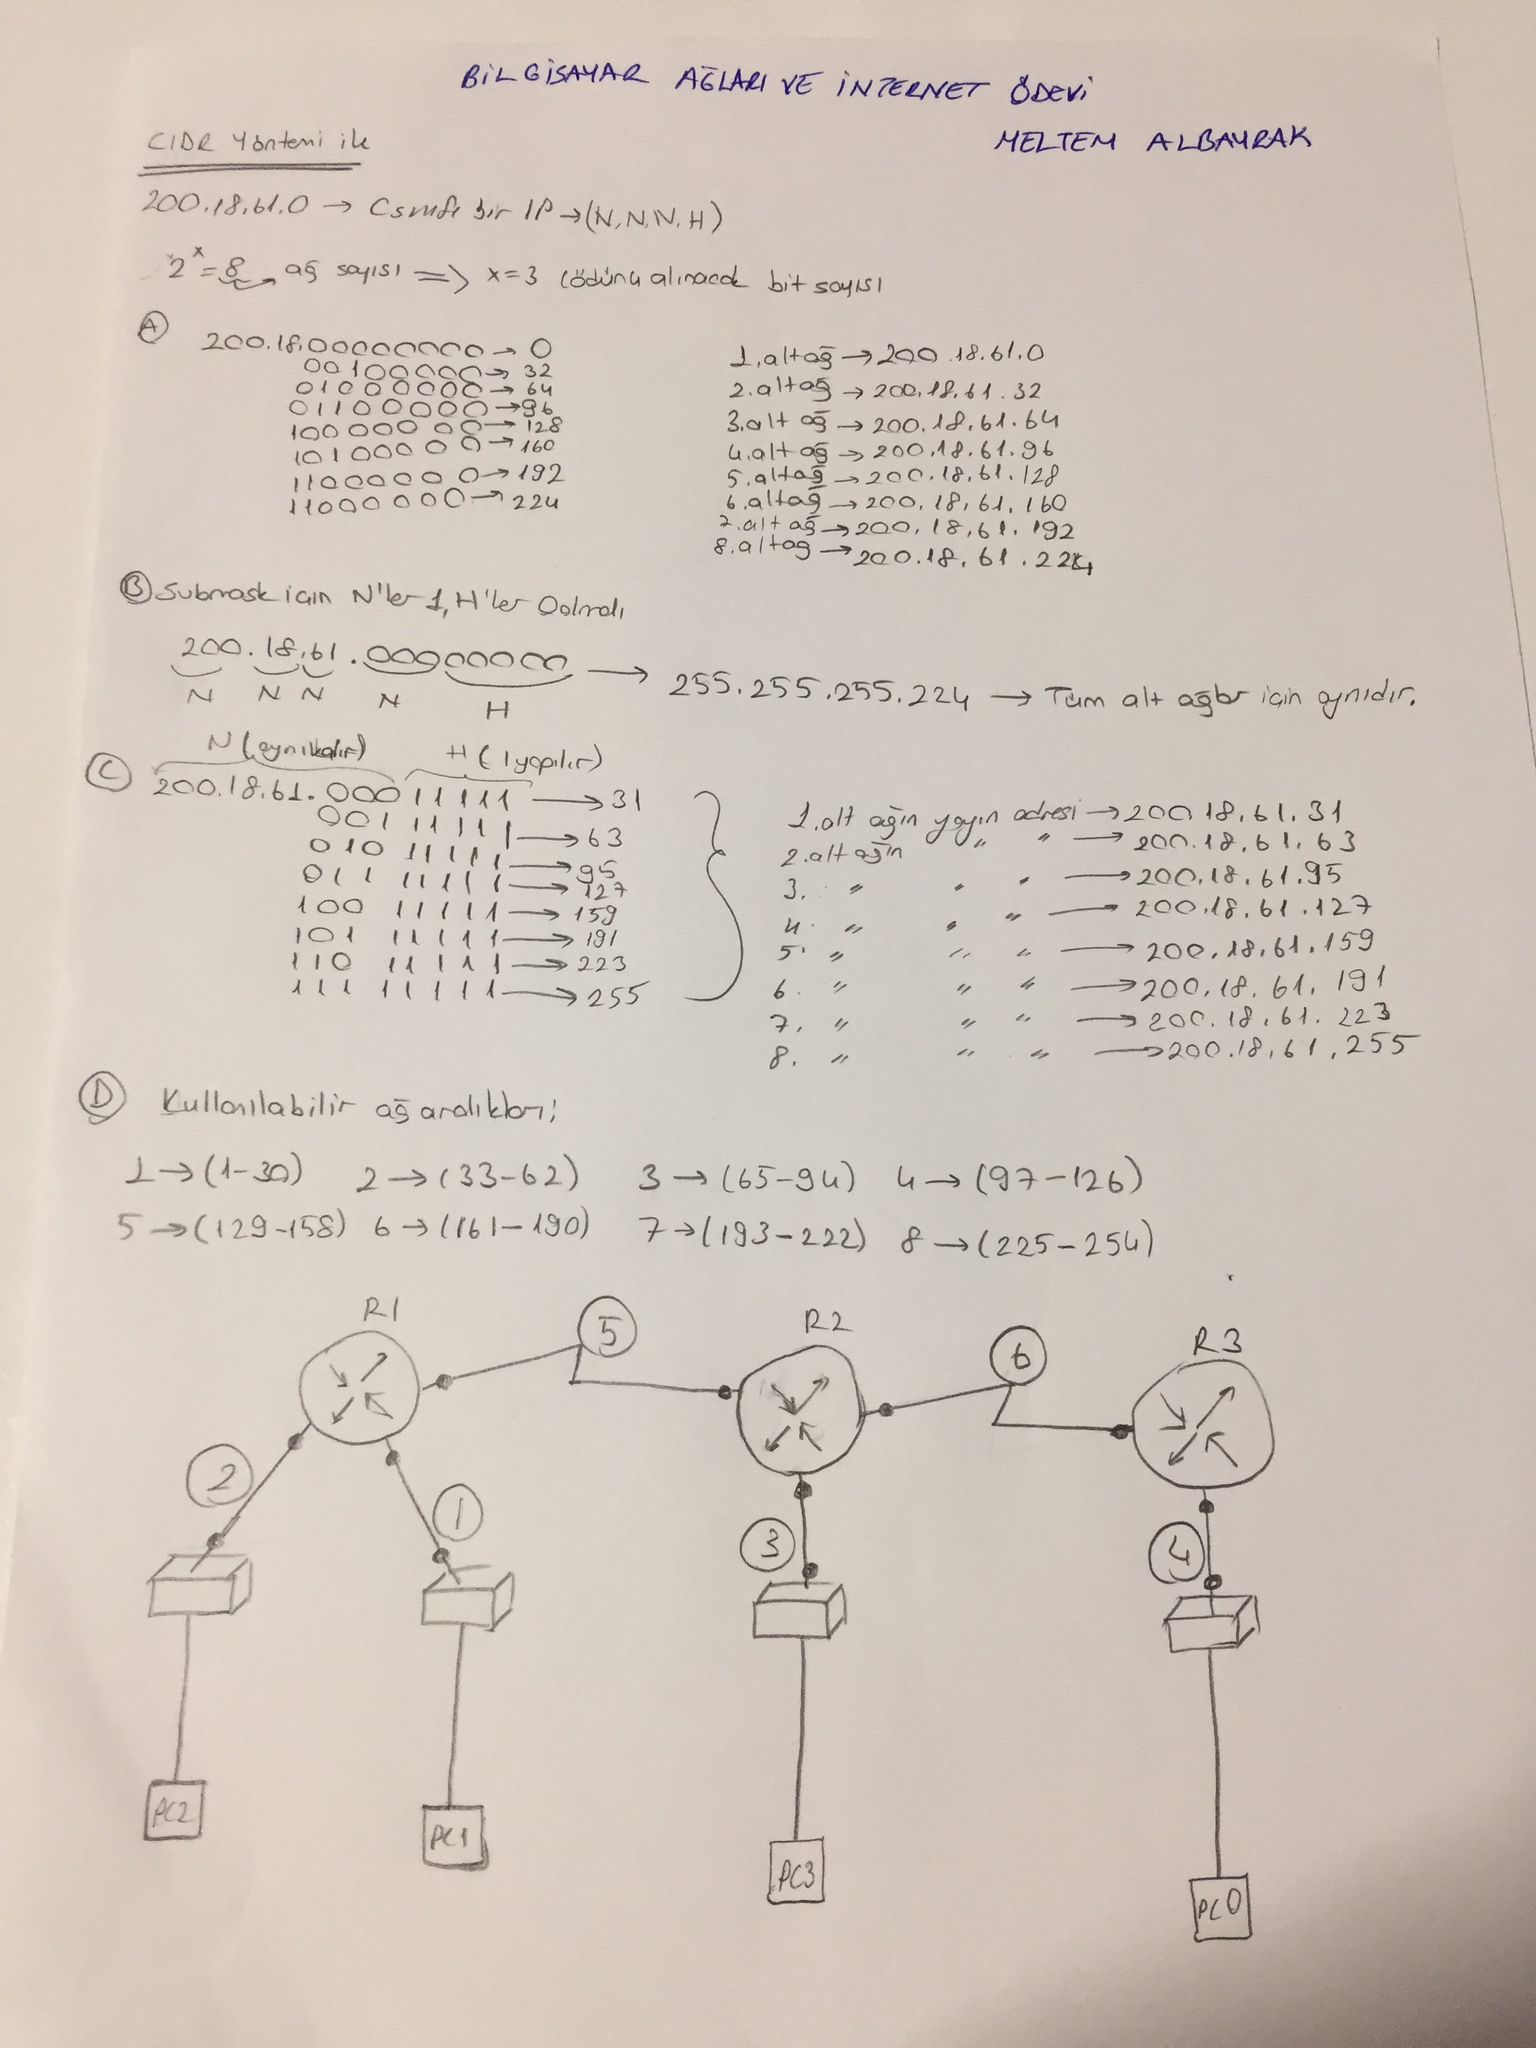 BİLGİSAYAR AĞLARI VE İNTERNET ÖDEVİ
MELTEM ALBAYRAK
CIDR Yöntemi ile
200.18.61.0 → C sınıfı bir IP → (N, N, N, H)
2^x = 8 → ağ sayısı ⇒ x=3 (ödünç alınacak bit sayısı
A
200.18.00000000 → 0
00100000 → 32
01000000 → 64
01100000 → 96
10000000 → 128
10100000 → 160
11000000 → 192
11000000 → 224
1.altağ → 200.18.61.0
2.altağ → 200.18.61.32
3.alt ağ → 200.18.61.64
4.altağ → 200.18.61.96
5.altağ → 200.18.61.128
6.altağ → 200.18.61.160
7.alt ağ → 200.18.61.192
8.altağ → 200.18.61.224
B Submask için N'ler 1, H'ler 0 olmalı
200.18.61.00000000 → 255.255.255.224 → Tüm alt ağlar için aynıdır.
N N N N H
C N (aynı kalır) H (1 yapılır)
200.18.61.00011111 → 31
001 11111 → 63
010 11111 → 95
011 11111 → 127
100 11111 → 159
101 11111 → 191
110 11111 → 223
111 11111 → 255
1.alt ağın yayın adresi → 200.18.61.31
2.alt ağın " " → 200.18.61.63
3. " " " → 200.18.61.95
4. " " " → 200.18.61.127
5. " " " → 200.18.61.159
6. " " " → 200.18.61.191
7. " " " → 200.18.61.223
8. " " " → 200.18.61.255
D Kullanılabilir ağ aralıkları;
1 → (1-30) 2 → (33-62) 3 → (65-94) 4 → (97-126)
5 → (129-158) 6 → (161-190) 7 → (193-222) 8 → (225-254)
R1 5 R2 6 R3
2 1 3 4
PC2 PC1 PC3 PC0